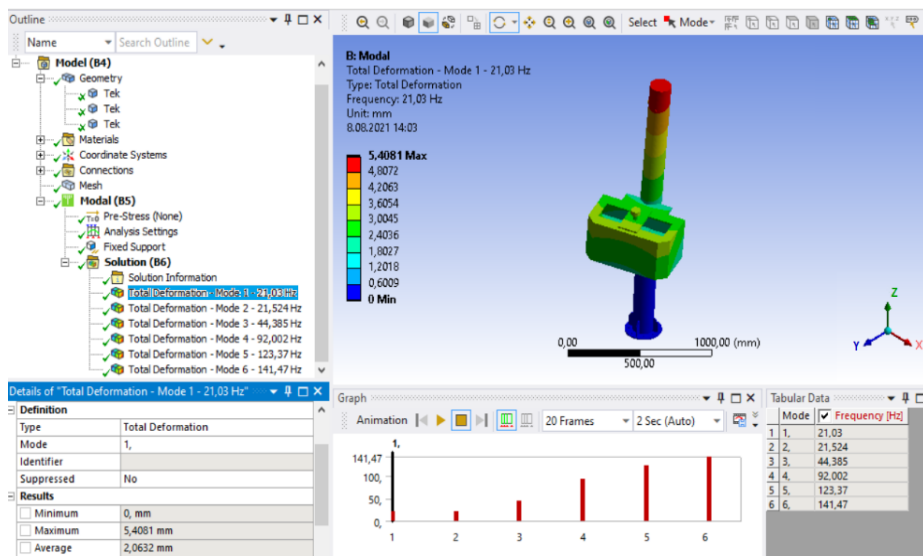 Outline
Name
Search Outline
Model (B4)
Geometry
Tek
Tek
Tek
Materials
Coordinate Systems
Connections
Mesh
Modal (B5)
Pre-Stress (None)
T=0
Analysis Settings
Fixed Support
Solution (B6)
Solution Information
Total Deformation - Mode 1 - 21,03 Hz
Total Deformation - Mode 2 - 21,524 Hz
Total Deformation - Mode 3 - 44,385 Hz
Total Deformation - Mode 4 - 92,002 Hz
Total Deformation - Mode 5 - 123,37 Hz
Total Deformation - Mode 6 - 141,47 Hz
Details of "Total Deformation - Mode 1 - 21,03 Hz"
Definition
Type Total Deformation
Mode 1,
Identifier
Suppressed No
Results
Minimum 0, mm
Maximum 5,4081 mm
Average 2,0632 mm
Select Mode
B: Modal
Total Deformation - Mode 1 - 21,03 Hz
Type: Total Deformation
Frequency: 21,03 Hz
Unit: mm
8.08.2021 14:03
5,4081 Max
4,8072
4,2063
3,6054
3,0045
2,4036
1,8027
1,2018
0,6009
0 Min
0,00 1000,00 (mm)
500,00
Z
Y X
Graph
Animation 20 Frames 2 Sec (Auto)
1,
141,47
100,
50,
0,
1 2 3 4 5 6
Tabular Data
Mode Frequency [Hz]
1 1, 21,03
2 2, 21,524
3 3, 44,385
4 4, 92,002
5 5, 123,37
6 6, 141,47